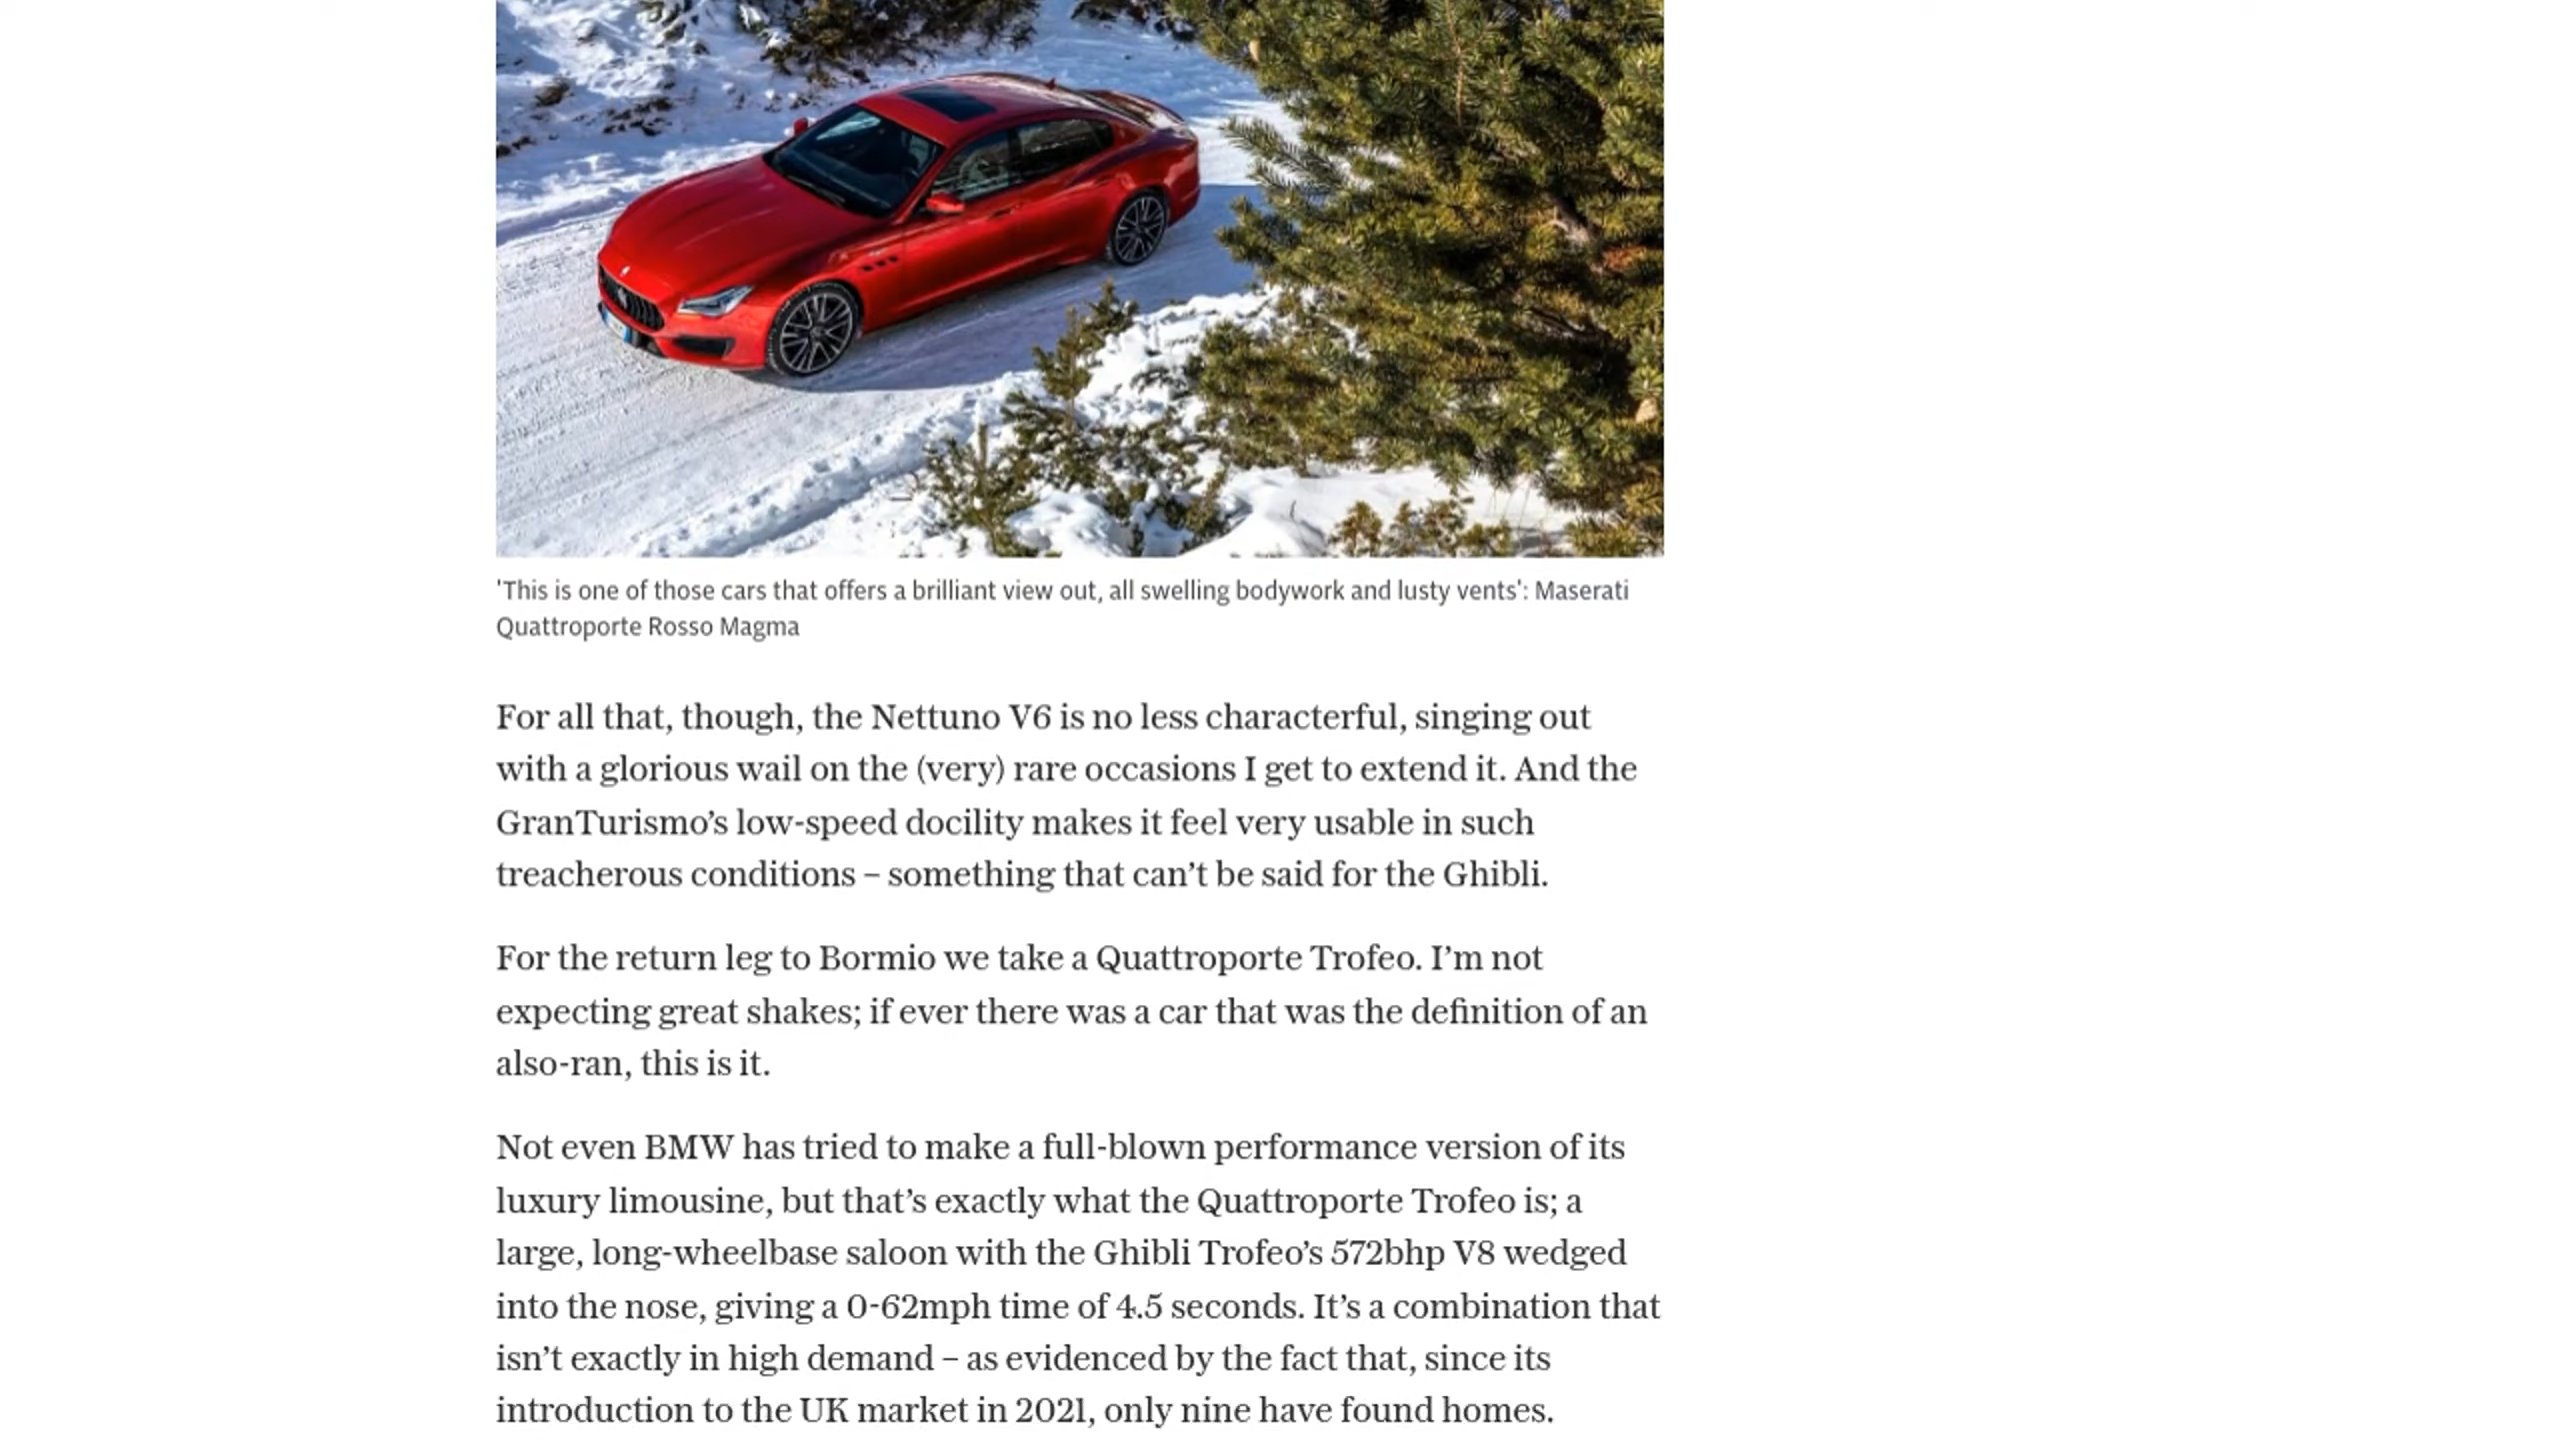 'This is one of those cars that offers a brilliant view out, all swelling bodywork and lusty vents': Maserati
Quattroporte Rosso Magma
For all that, though, the Nettuno V6 is no less characterful, singing out
with a glorious wail on the (very) rare occasions I get to extend it. And the
GranTurismo’s low-speed docility makes it feel very usable in such
treacherous conditions – something that can’t be said for the Ghibli.
For the return leg to Bormio we take a Quattroporte Trofeo. I’m not
expecting great shakes; if ever there was a car that was the definition of an
also-ran, this is it.
Not even BMW has tried to make a full-blown performance version of its
luxury limousine, but that’s exactly what the Quattroporte Trofeo is; a
large, long-wheelbase saloon with the Ghibli Trofeo’s 572bhp V8 wedged
into the nose, giving a 0-62mph time of 4.5 seconds. It’s a combination that
isn’t exactly in high demand – as evidenced by the fact that, since its
introduction to the UK market in 2021, only nine have found homes.